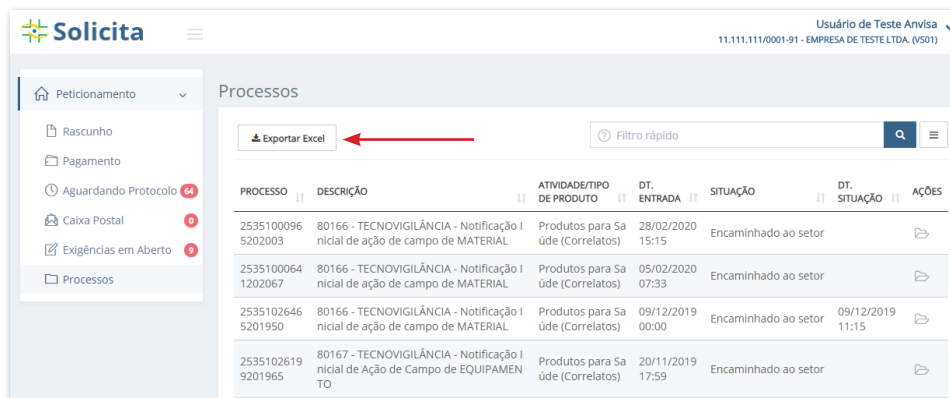 Solicita
Usuário de Teste Anvisa
11.111.111/0001-91 - EMPRESA DE TESTE LTDA. (VS01)
Peticionamento
Rascunho
Pagamento
Aguardando Protocolo 64
Caixa Postal 0
Exigências em Aberto 9
Processos
Processos
Exportar Excel
Filtro rápido
PROCESSO DESCRIÇÃO ATIVIDADE/TIPO DT. SITUAÇÃO DT. AÇÕES
DE PRODUTO ENTRADA SITUAÇÃO
2535100096 80166 - TECNOVIGILÂNCIA - Notificação I Produtos para Sa 28/02/2020 Encaminhado ao setor
5202003 nicial de ação de campo de MATERIAL úde (Correlatos) 15:15
2535100064 80166 - TECNOVIGILÂNCIA - Notificação I Produtos para Sa 05/02/2020 Encaminhado ao setor
1202067 nicial de ação de campo de MATERIAL úde (Correlatos) 07:33
2535102646 80166 - TECNOVIGILÂNCIA - Notificação I Produtos para Sa 09/12/2019 Encaminhado ao setor 09/12/2019
5201950 nicial de ação de campo de MATERIAL úde (Correlatos) 00:00 11:15
2535102619 80167 - TECNOVIGILÂNCIA - Notificação I Produtos para Sa 20/11/2019 Encaminhado ao setor
9201965 nicial de Ação de Campo de EQUIPAMEN úde (Correlatos) 17:59
TO